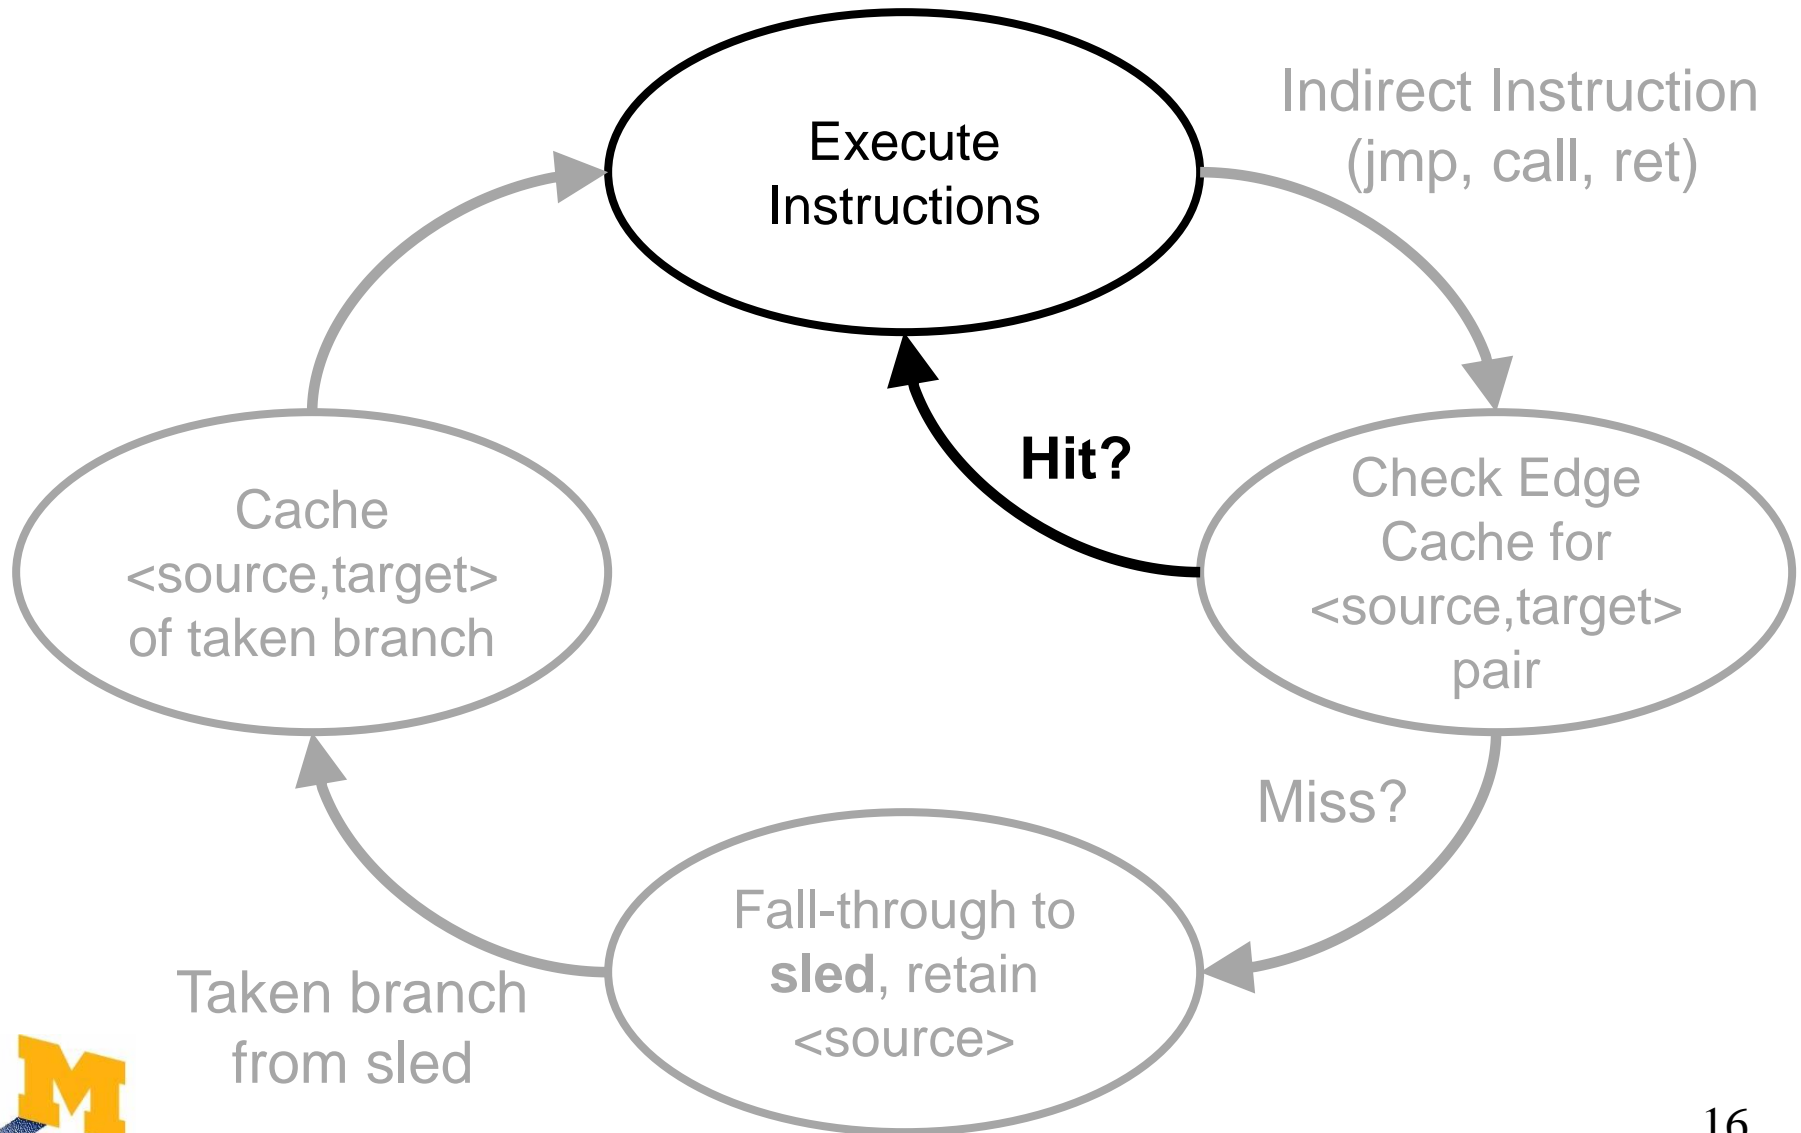 Execute
Instructions
Indirect Instruction
(jmp, call, ret)
Hit?
Check Edge
Cache for
<source,target>
pair
Cache
<source,target>
of taken branch
Miss?
Fall-through to
sled, retain
<source>
Taken branch
from sled
M
16